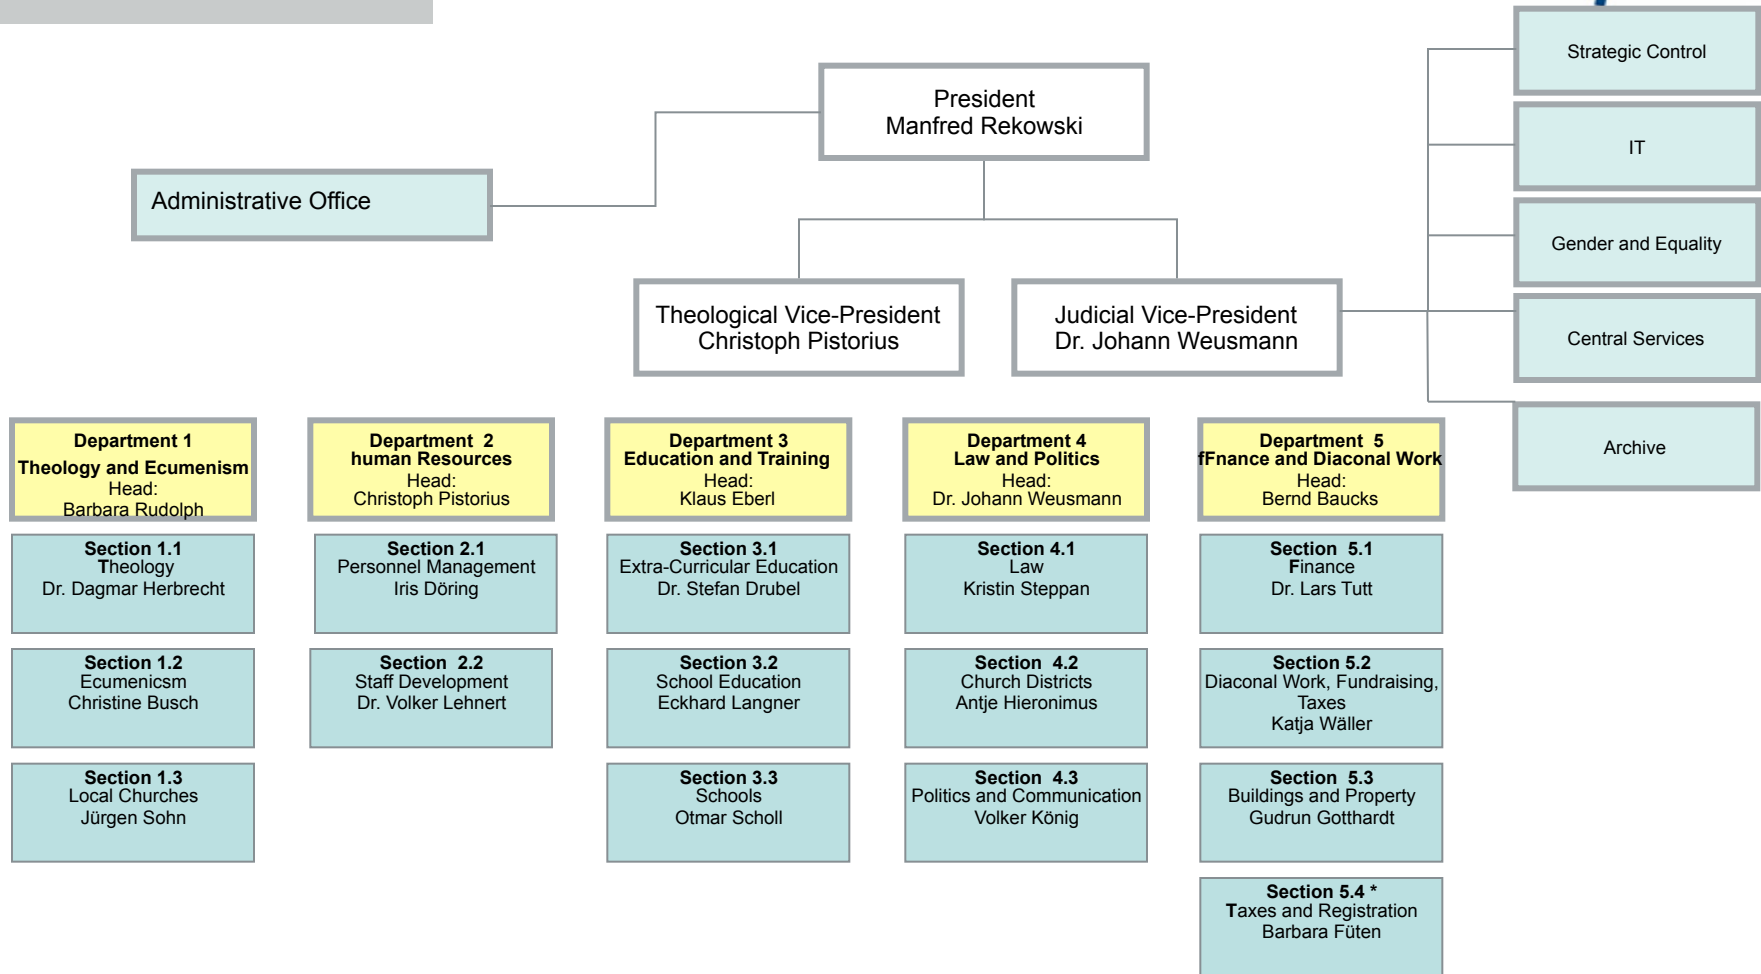 President
Manfred Rekowski
Administrative Office
Theological Vice-President
Christoph Pistorius
Judicial Vice-President
Dr. Johann Weusmann
Strategic Control
IT
Gender and Equality
Central Services
Archive
Department 1
Theology and Ecumenism
Head:
Barbara Rudolph
Section 1.1
Theology
Dr. Dagmar Herbrecht
Section 1.2
Ecumenicsm
Christine Busch
Section 1.3
Local Churches
Jürgen Sohn
Department 2
human Resources
Head:
Christoph Pistorius
Section 2.1
Personnel Management
Iris Döring
Section 2.2
Staff Development
Dr. Volker Lehnert
Department 3
Education and Training
Head:
Klaus Eberl
Section 3.1
Extra-Curricular Education
Dr. Stefan Drubel
Section 3.2
School Education
Eckhard Langner
Section 3.3
Schools
Otmar Scholl
Department 4
Law and Politics
Head:
Dr. Johann Weusmann
Section 4.1
Law
Kristin Steppan
Section 4.2
Church Districts
Antje Hieronimus
Section 4.3
Politics and Communication
Volker König
Department 5
fFnance and Diaconal Work
Head:
Bernd Baucks
Section 5.1
Finance
Dr. Lars Tutt
Section 5.2
Diaconal Work, Fundraising,
Taxes
Katja Wäller
Section 5.3
Buildings and Property
Gudrun Gotthardt
Section 5.4 *
Taxes and Registration
Barbara Füten